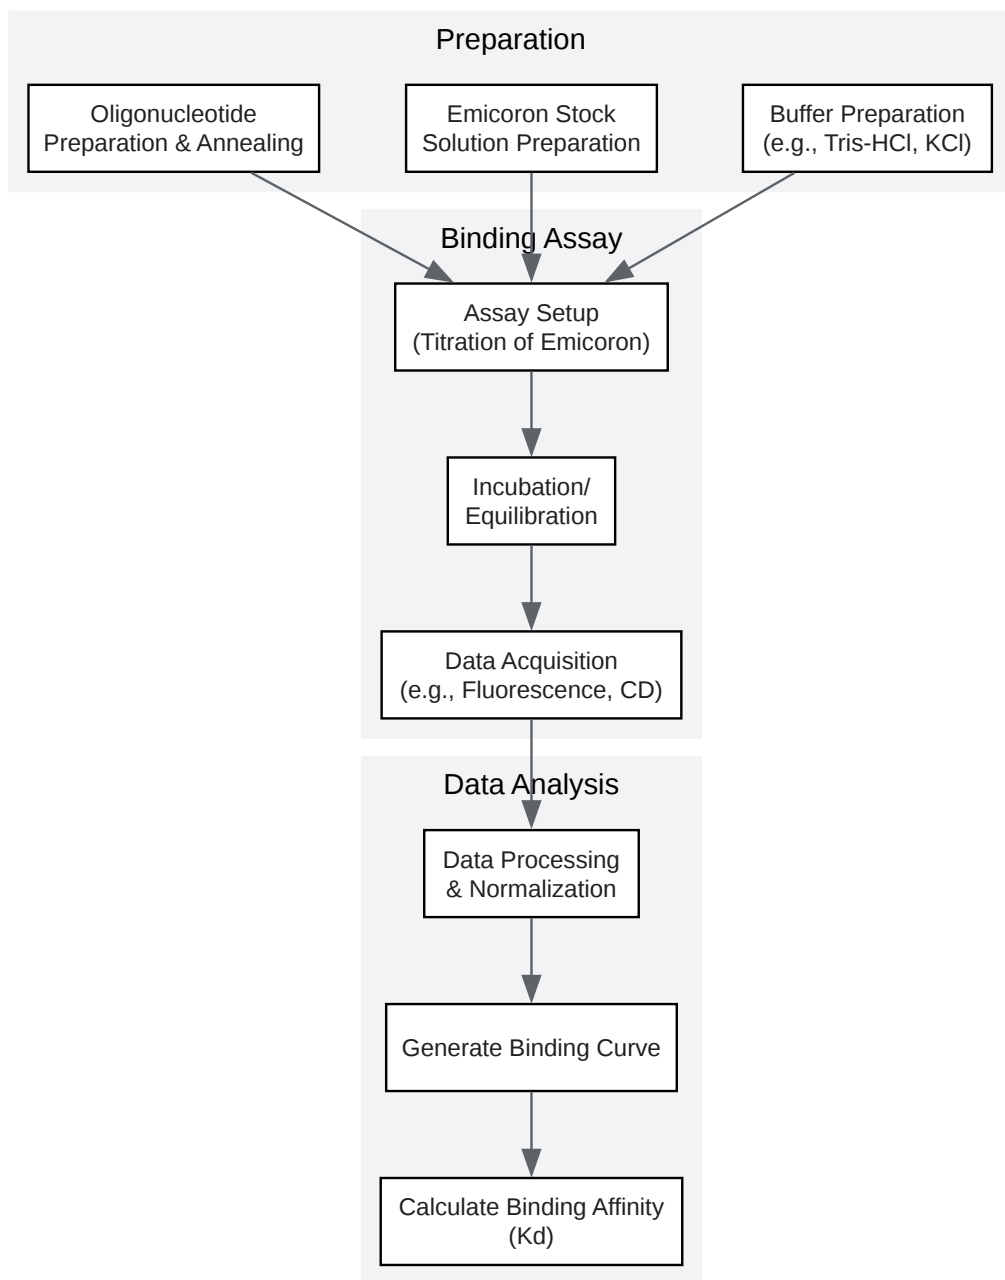 Preparation
Oligonucleotide
Preparation & Annealing
Emicoron Stock
Solution Preparation
Buffer Preparation
(e.g., Tris-HCl, KCl)
Binding Assay
Assay Setup
(Titration of Emicoron)
Incubation/
Equilibration
Data Acquisition
(e.g., Fluorescence, CD)
Data Analysis
Data Processing
& Normalization
Generate Binding Curve
Calculate Binding Affinity
(Kd)